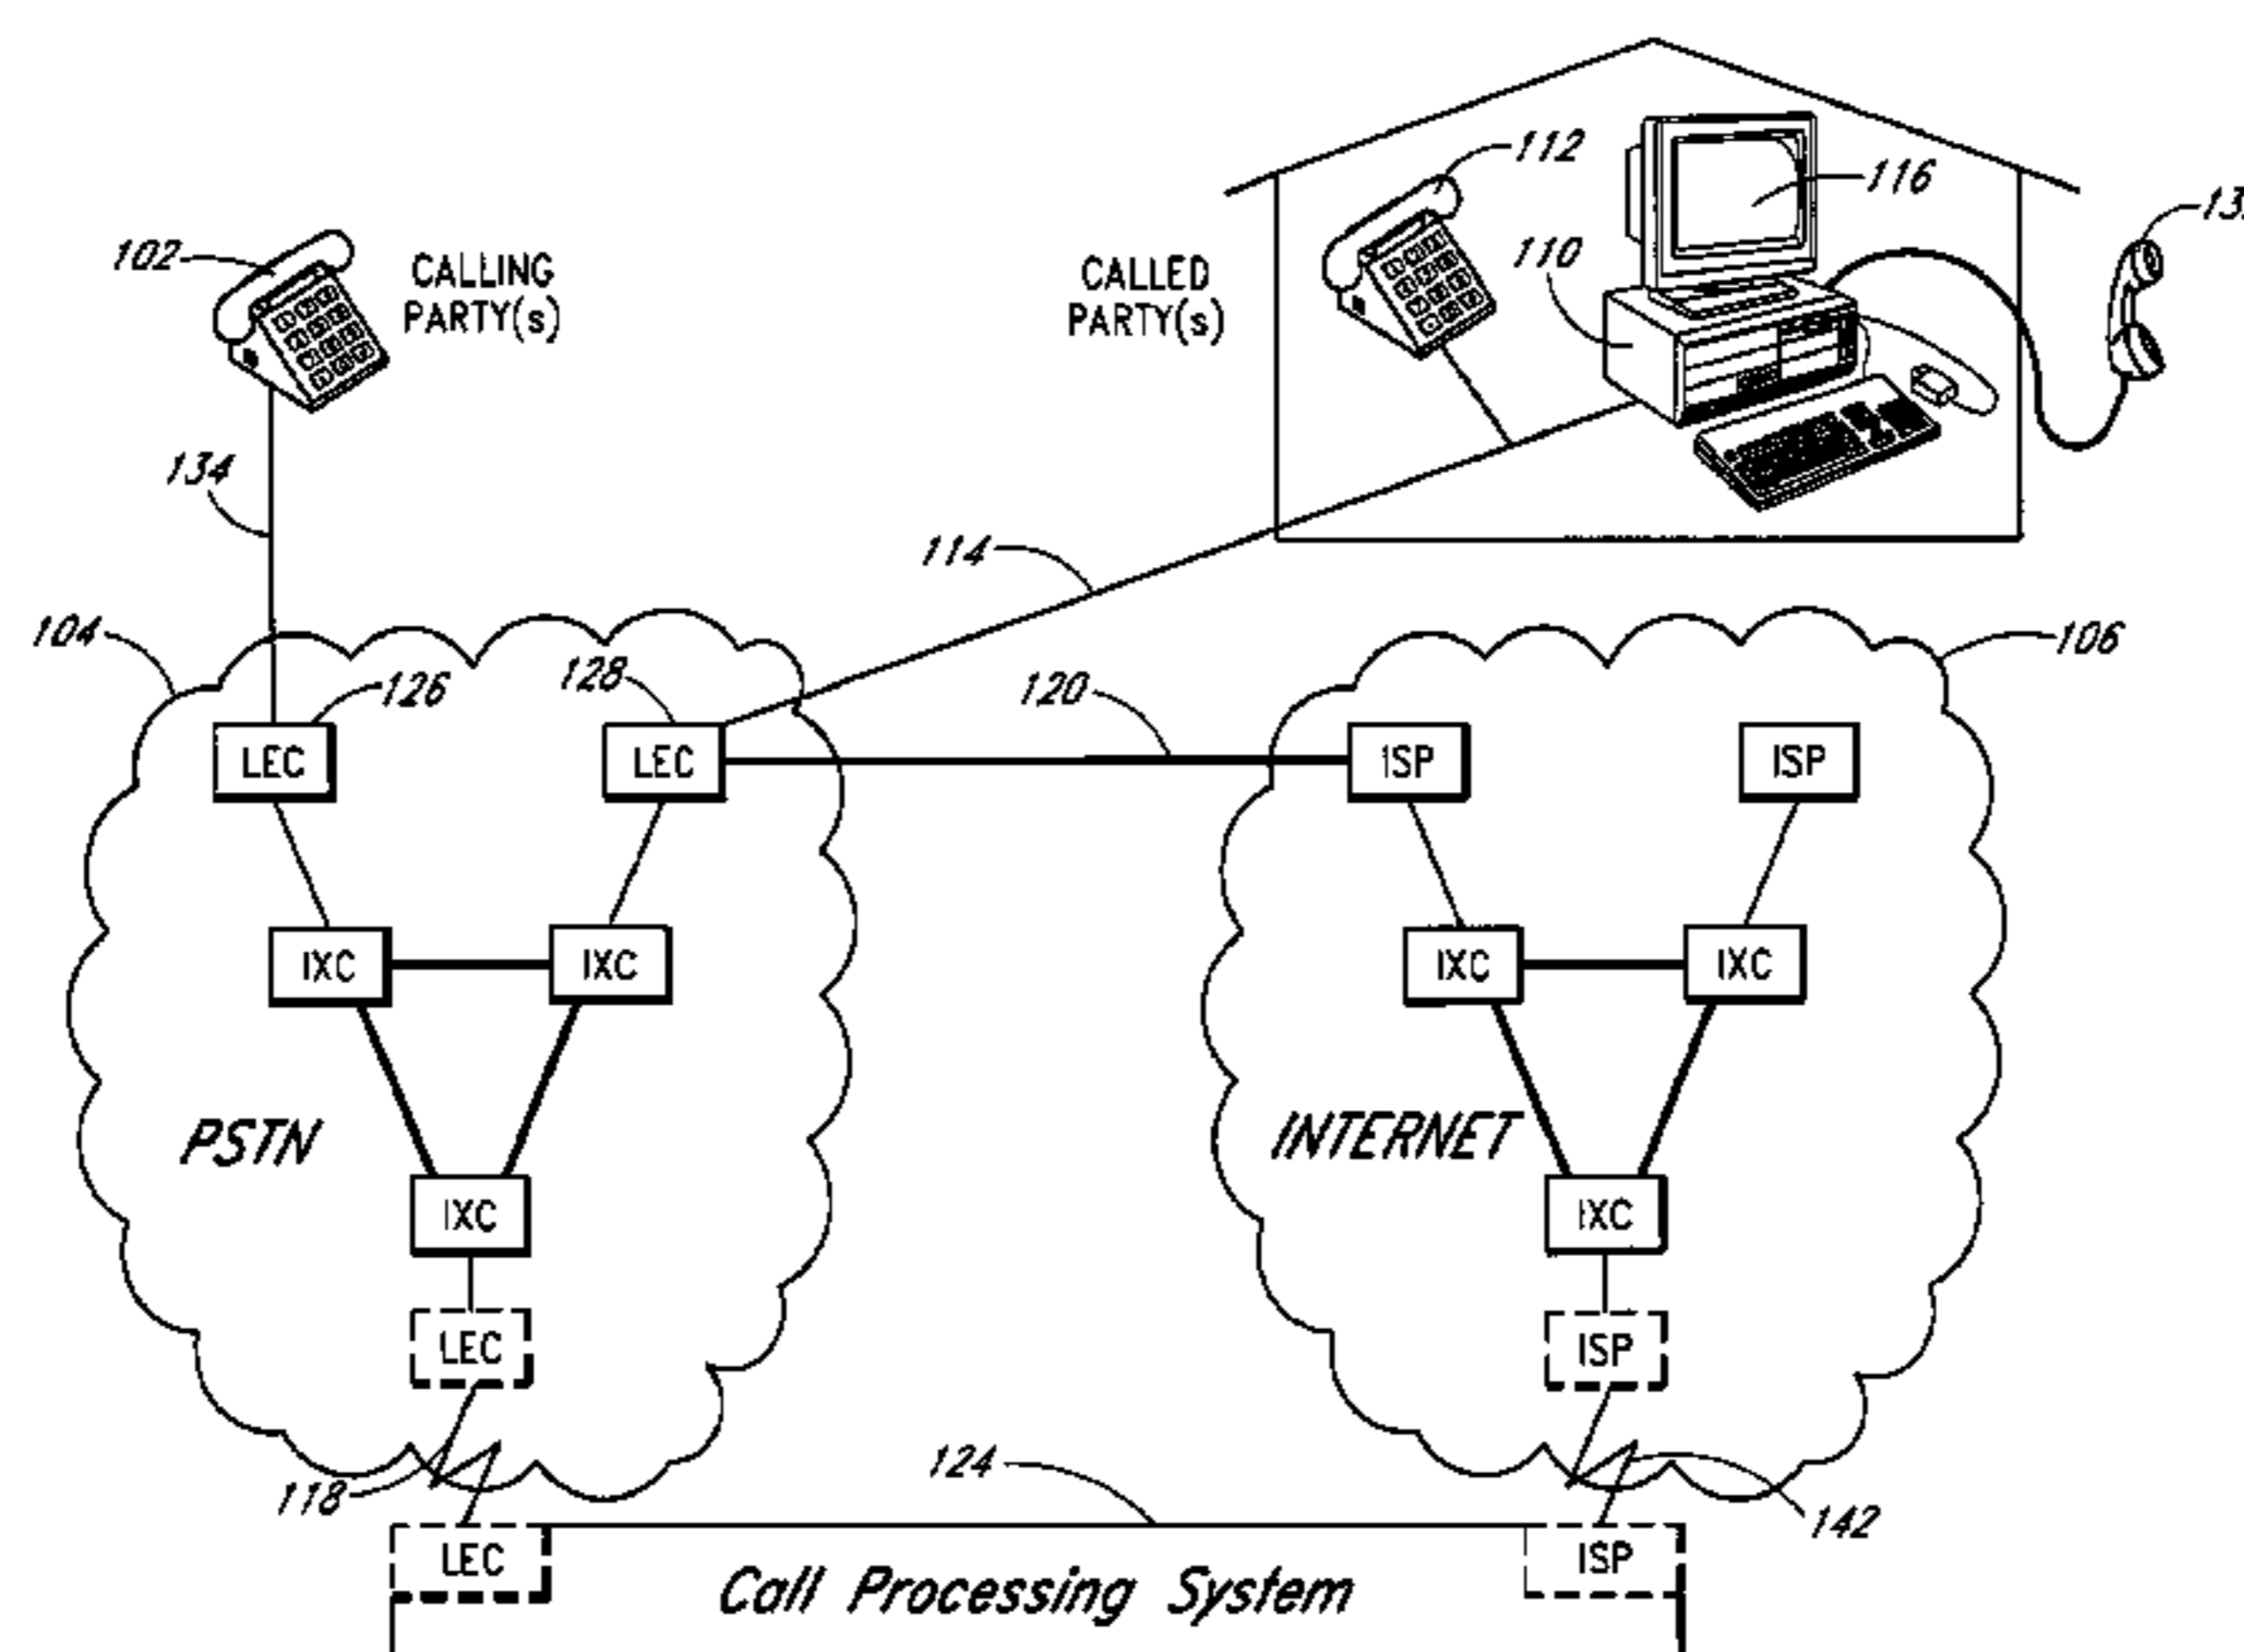 112
116
13
102
CALLING
PARTY(s)
CALLED
PARTY(s)
110
134
114
104
126
128
120
106
LEC
LEC
ISP
ISP
IXC
IXC
IXC
IXC
PSTN
INTERNET
IXC
IXC
LEC
ISP
118
124
142
LEC
Call Processing System
ISP